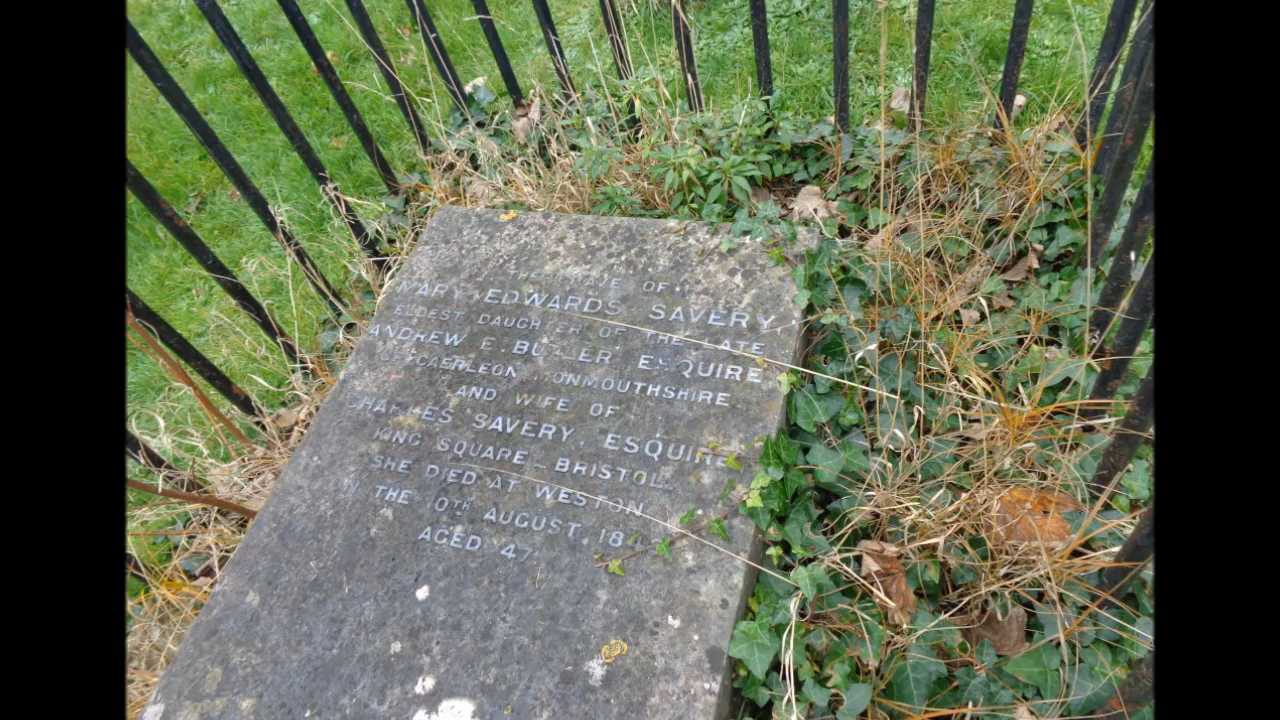 THE GRAVE OF
MARY EDWARDS SAVERY
ELDEST DAUGHTER OF THE LATE
ANDREW E. BUTLER ESQUIRE
OF CAERLEON MONMOUTHSHIRE
AND WIFE OF
CHARLES SAVERY, ESQUIRE
KING SQUARE – BRISTOL.
SHE DIED AT WESTON
ON THE 10TH AUGUST,
AGED 47